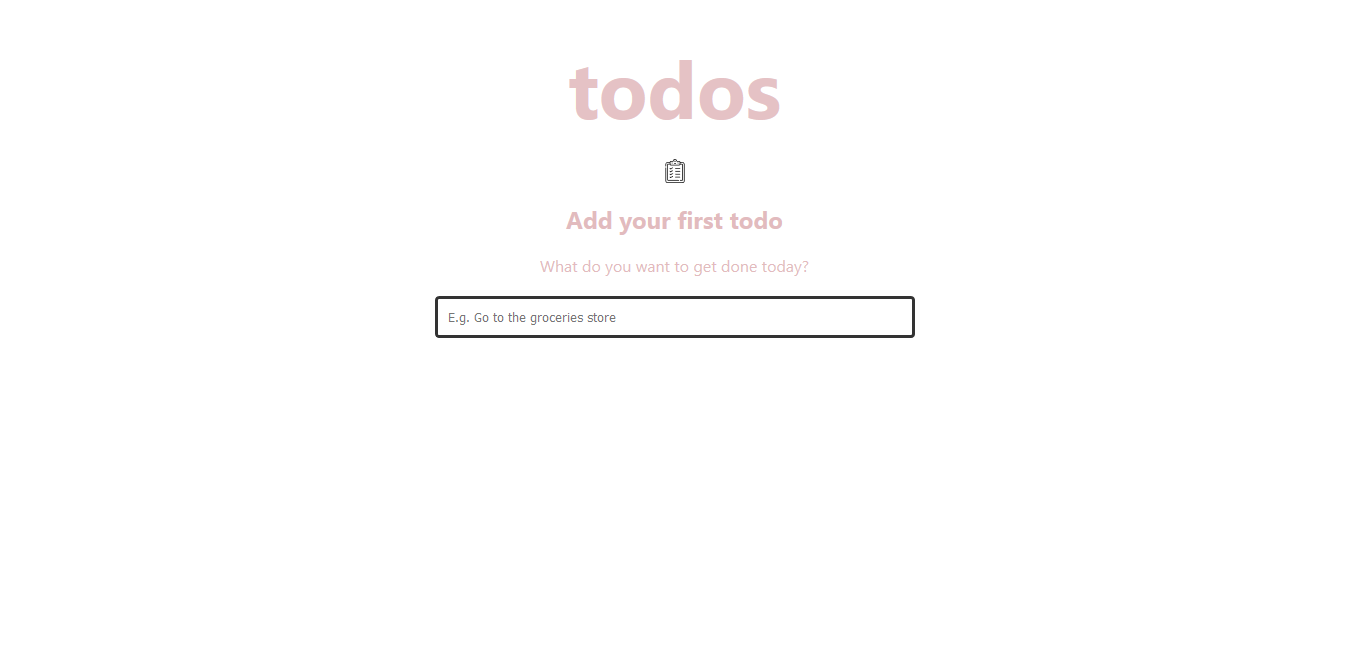 todos
Add your first todo
What do you want to get done today?
E.g. Go to the groceries store